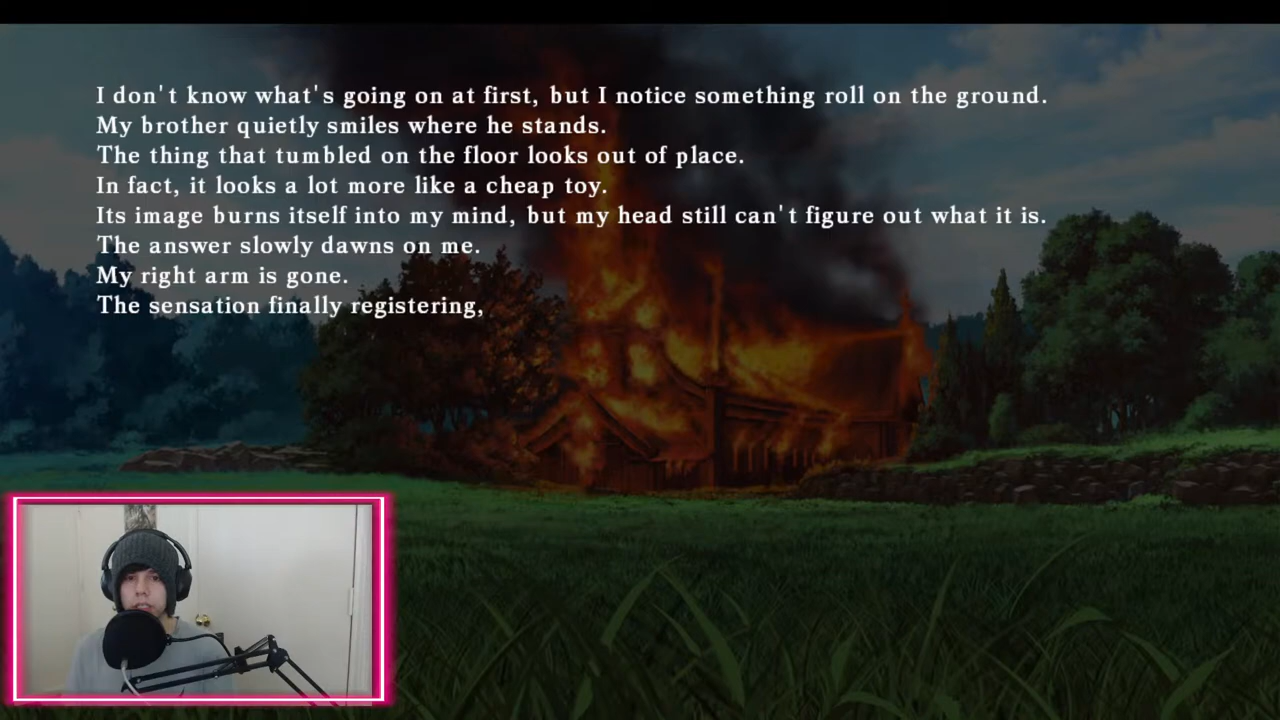 I don't know what's going on at first, but I notice something roll on the ground.
My brother quietly smiles where he stands.
The thing that tumbled on the floor looks out of place.
In fact, it looks a lot more like a cheap toy.
Its image burns itself into my mind, but my head still can't figure out what it is.
The answer slowly dawns on me.
My right arm is gone.
The sensation finally registering,